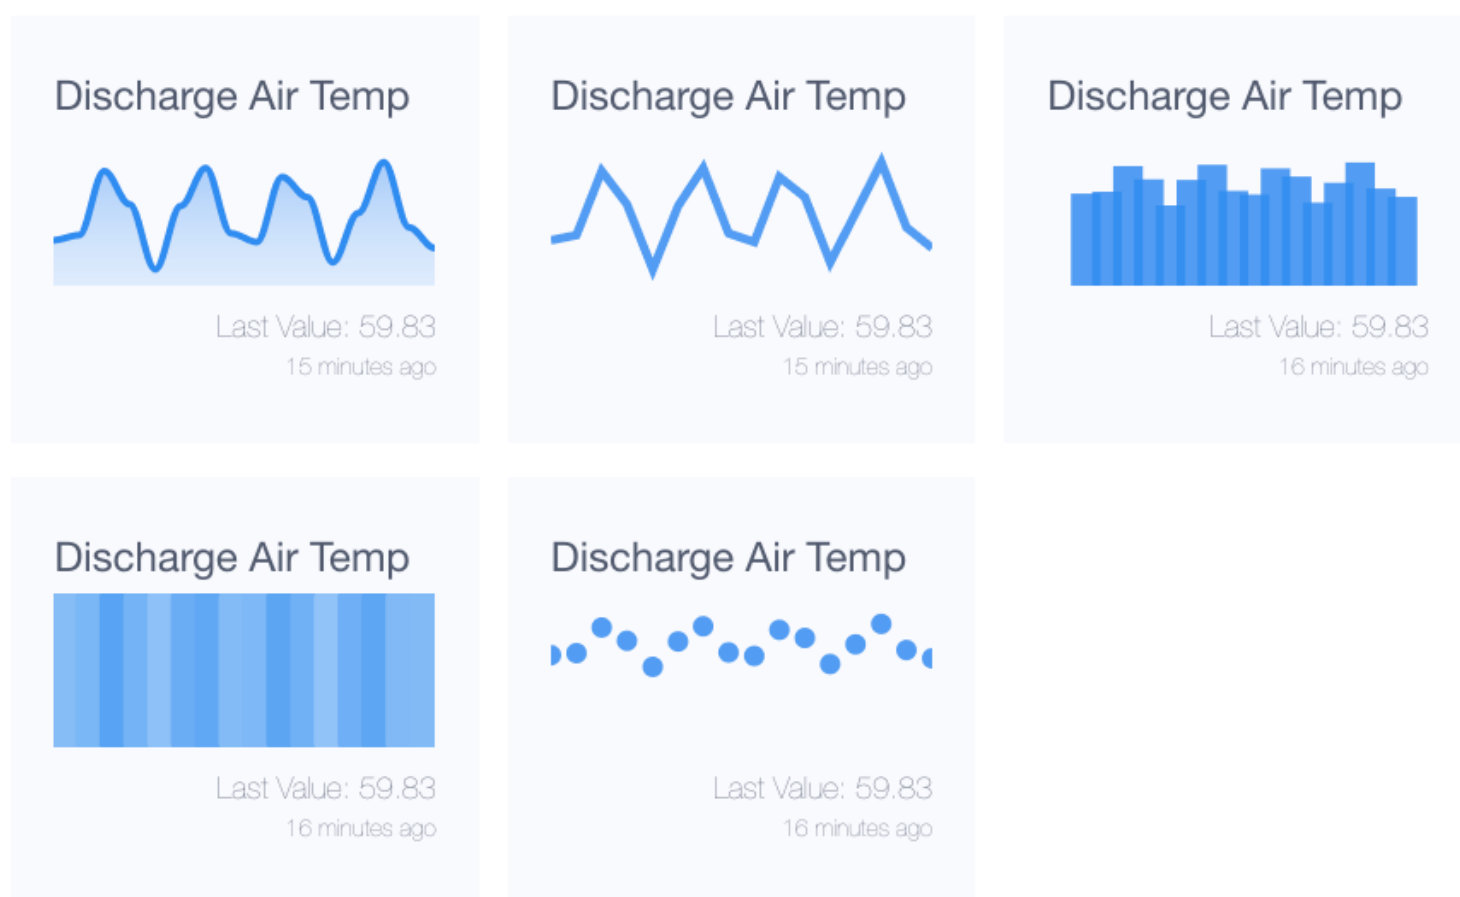 Discharge Air Temp
Last Value: 59.83
15 minutes ago
Discharge Air Temp
Last Value: 59.83
15 minutes ago
Discharge Air Temp
Last Value: 59.83
16 minutes ago
Discharge Air Temp
Last Value: 59.83
16 minutes ago
Discharge Air Temp
Last Value: 59.83
16 minutes ago